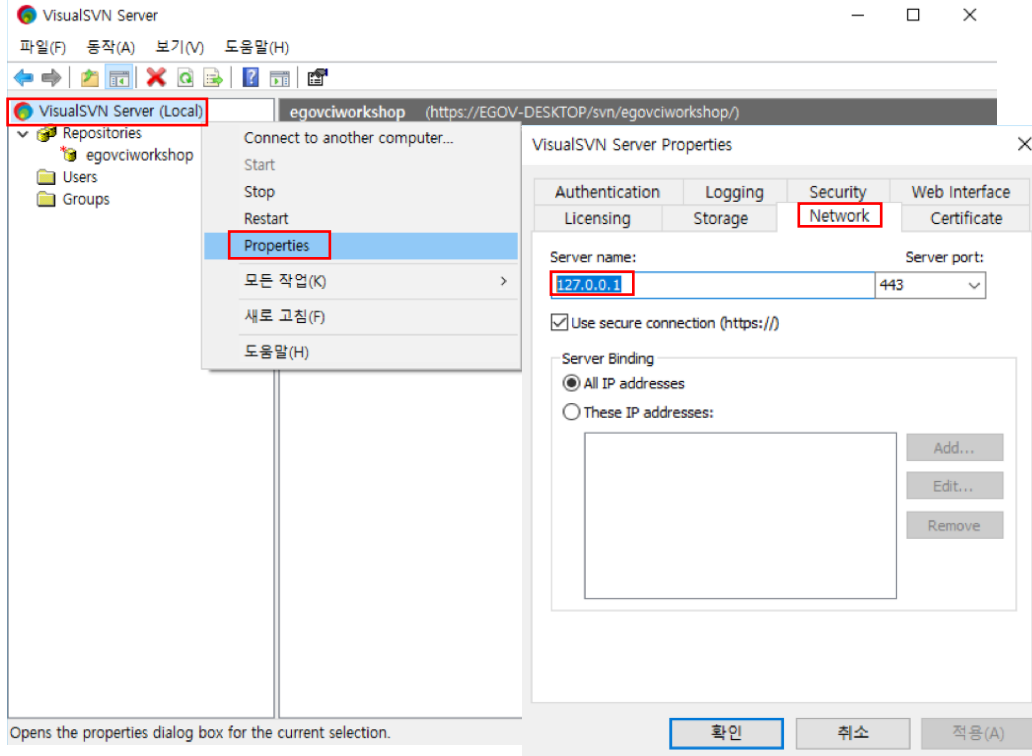 VisualSVN Server
파일(F) 동작(A) 보기(V) 도움말(H)
VisualSVN Server (Local)
Repositories
egovciworkshop
Users
Groups
egovciworkshop (https://EGOV-DESKTOP/svn/egovciworkshop/)
Connect to another computer...
Start
Stop
Restart
Properties
모든 작업(K)
새로 고침(F)
도움말(H)
VisualSVN Server Properties
Authentication Logging Security Web Interface
Licensing Storage Network Certificate
Server name: Server port:
127.0.0.1 443
Use secure connection (https://)
Server Binding
All IP addresses
These IP addresses:
Add...
Edit...
Remove
Opens the properties dialog box for the current selection.
확인 취소 적용(A)